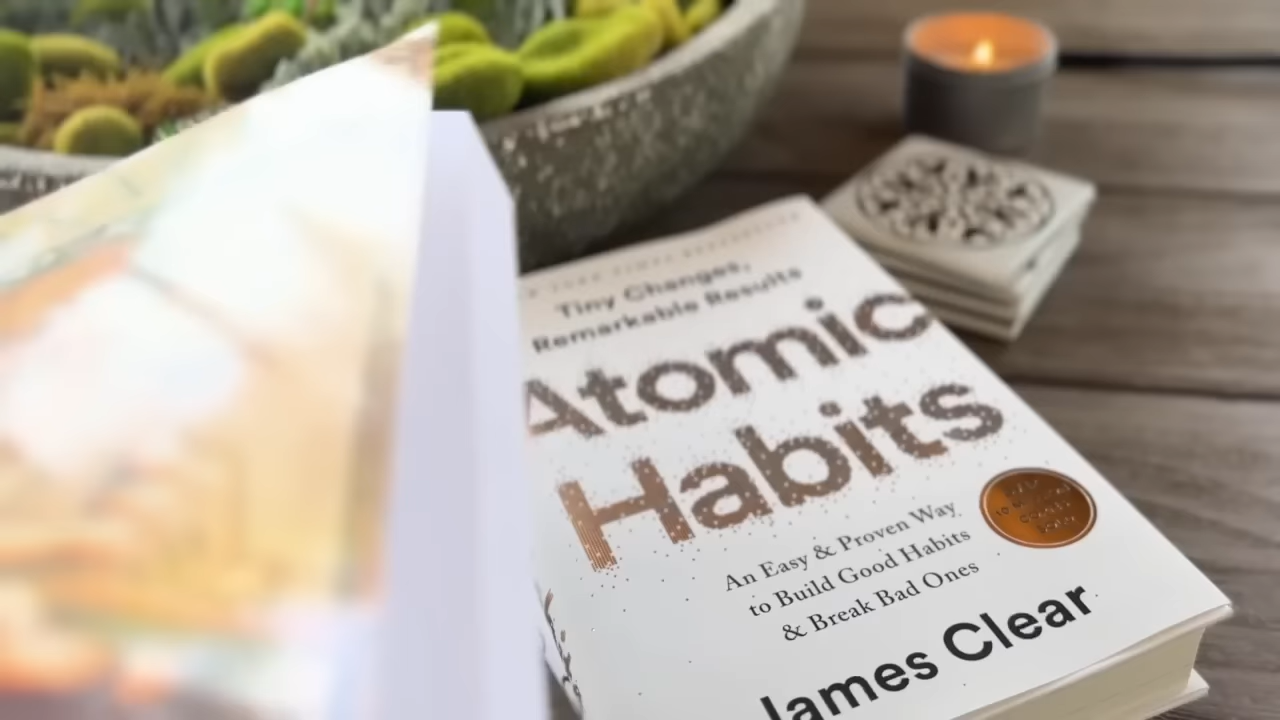 Tiny Changes,
Remarkable Results
Atomic
Habits
An Easy & Proven Way
to Build Good Habits
& Break Bad Ones
James Clear